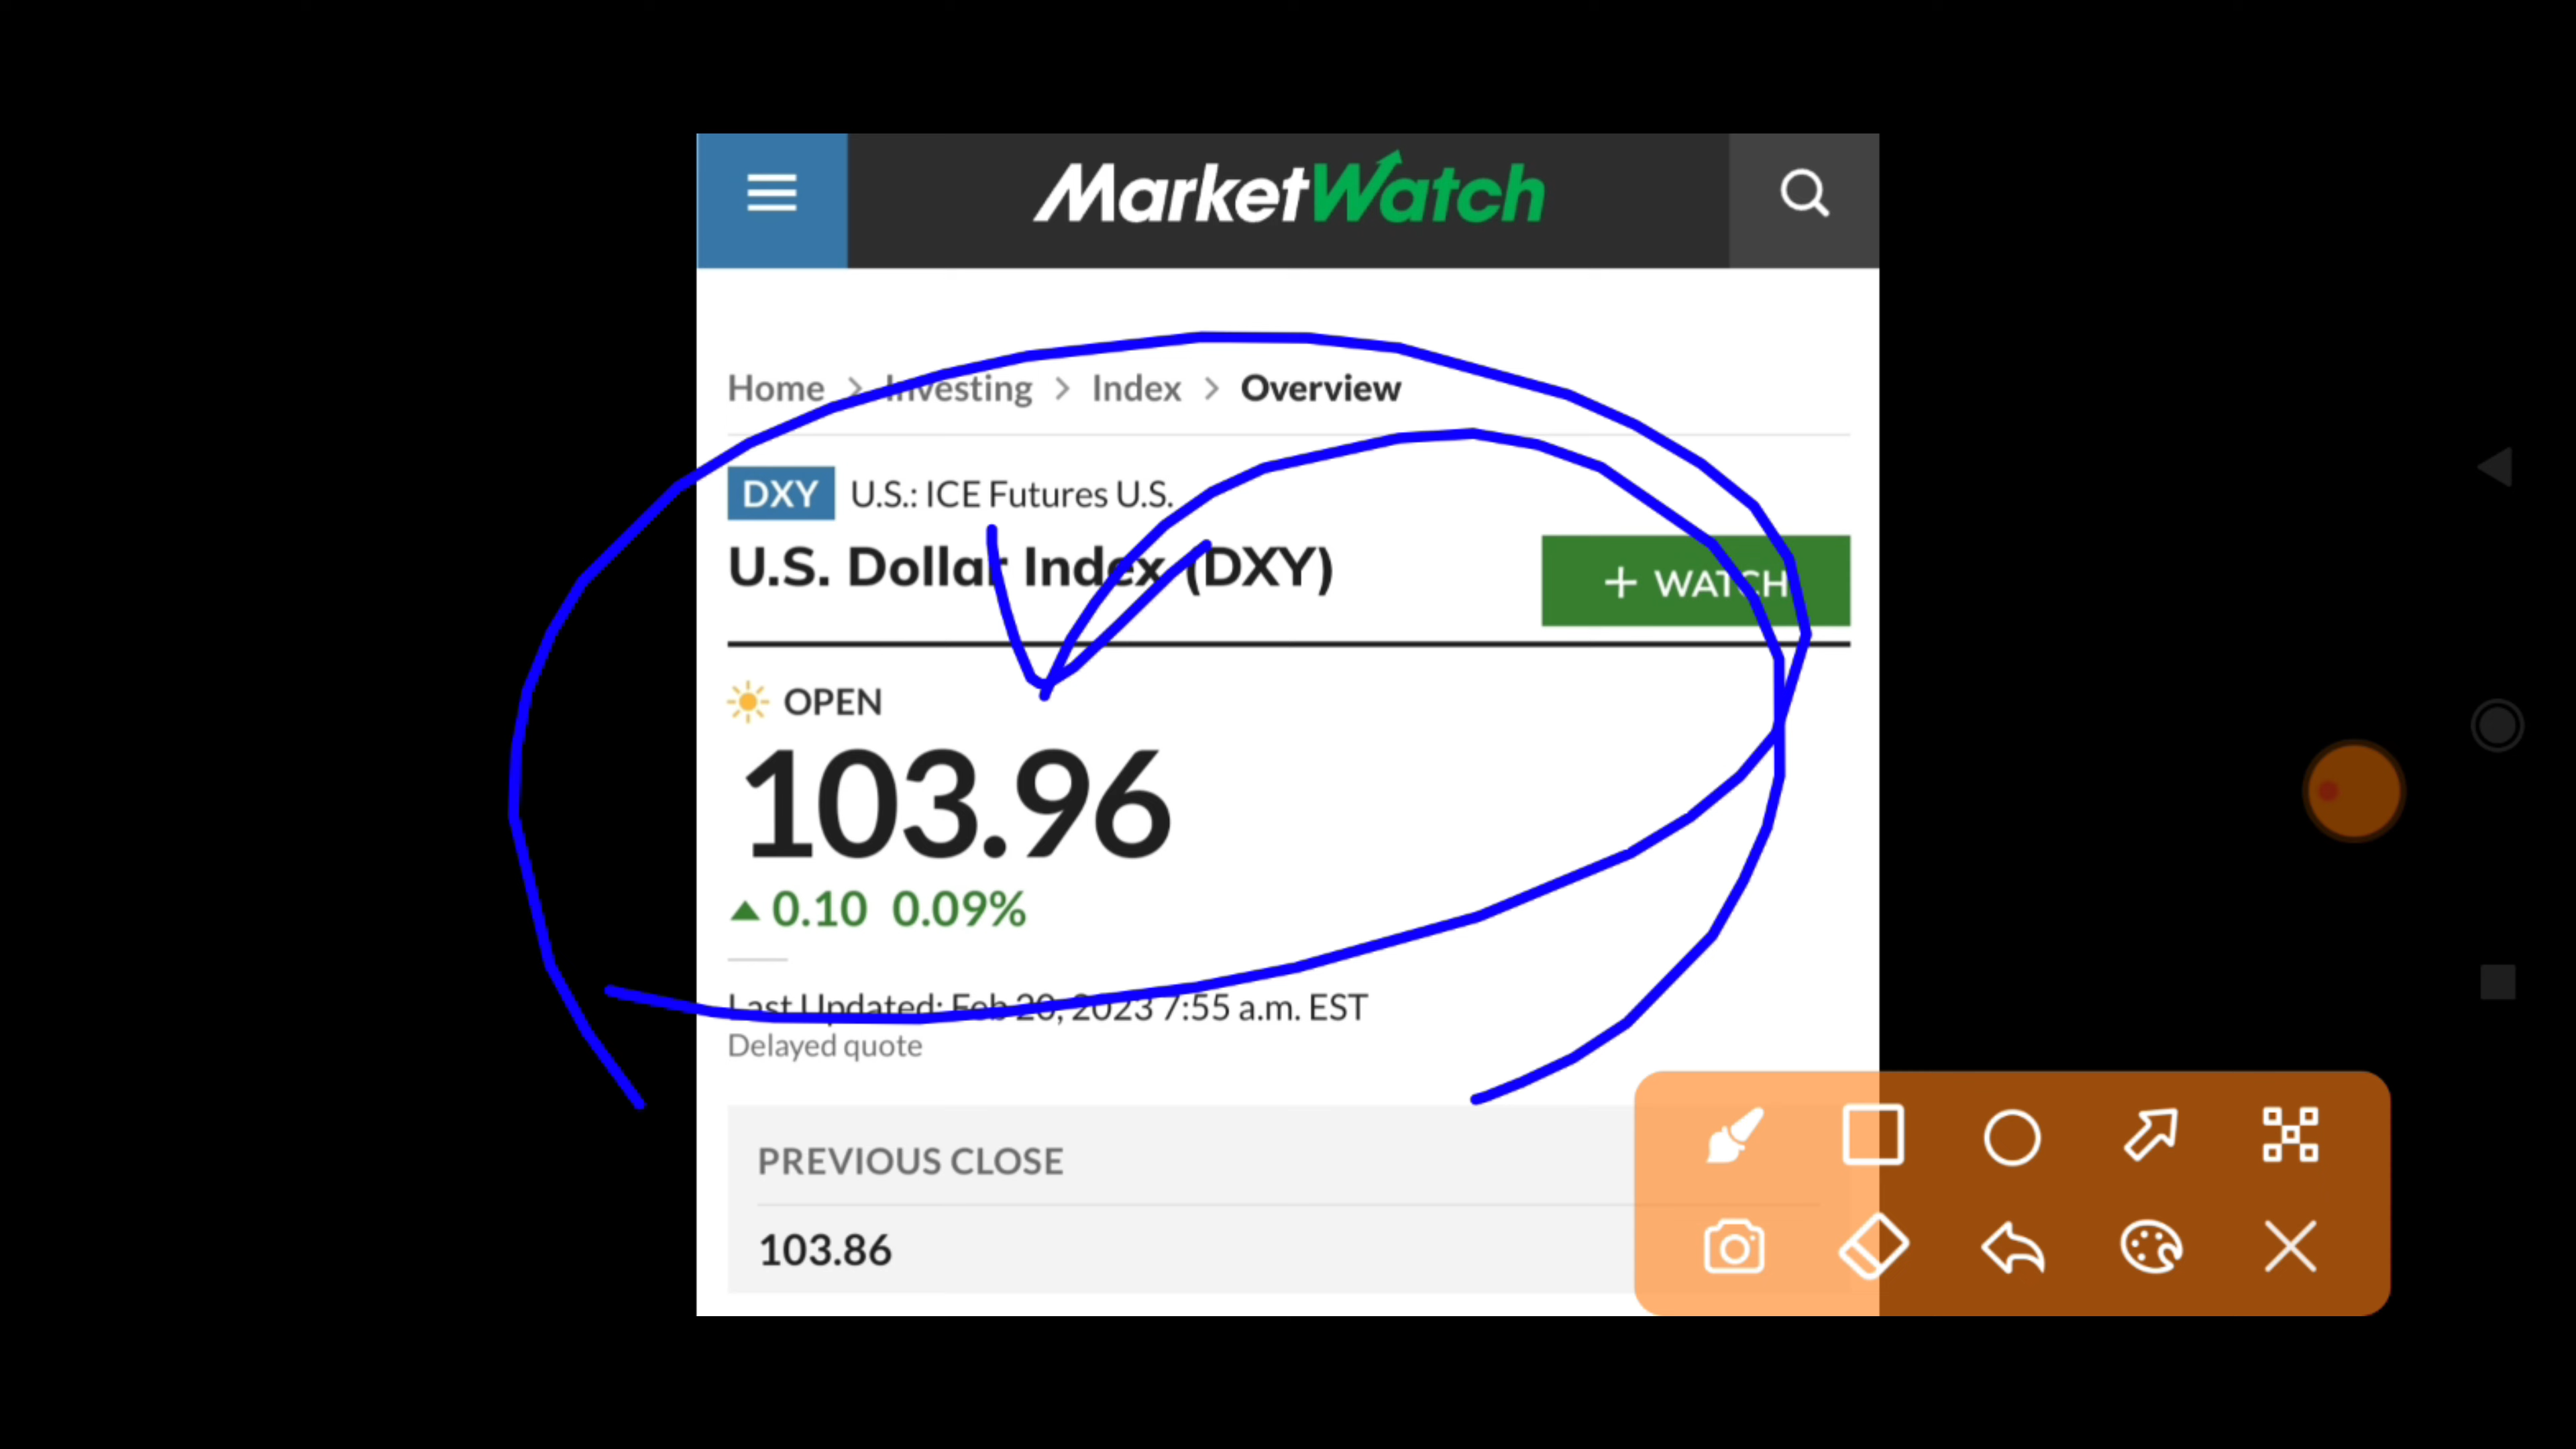 MarketWatch
Home > Investing > Index > Overview
DXY U.S.: ICE Futures U.S.
U.S. Dollar Index (DXY)
+ WATCH
OPEN
103.96
0.10 0.09%
Last Updated: Feb 20, 2023 7:55 a.m. EST
Delayed quote
PREVIOUS CLOSE
103.86